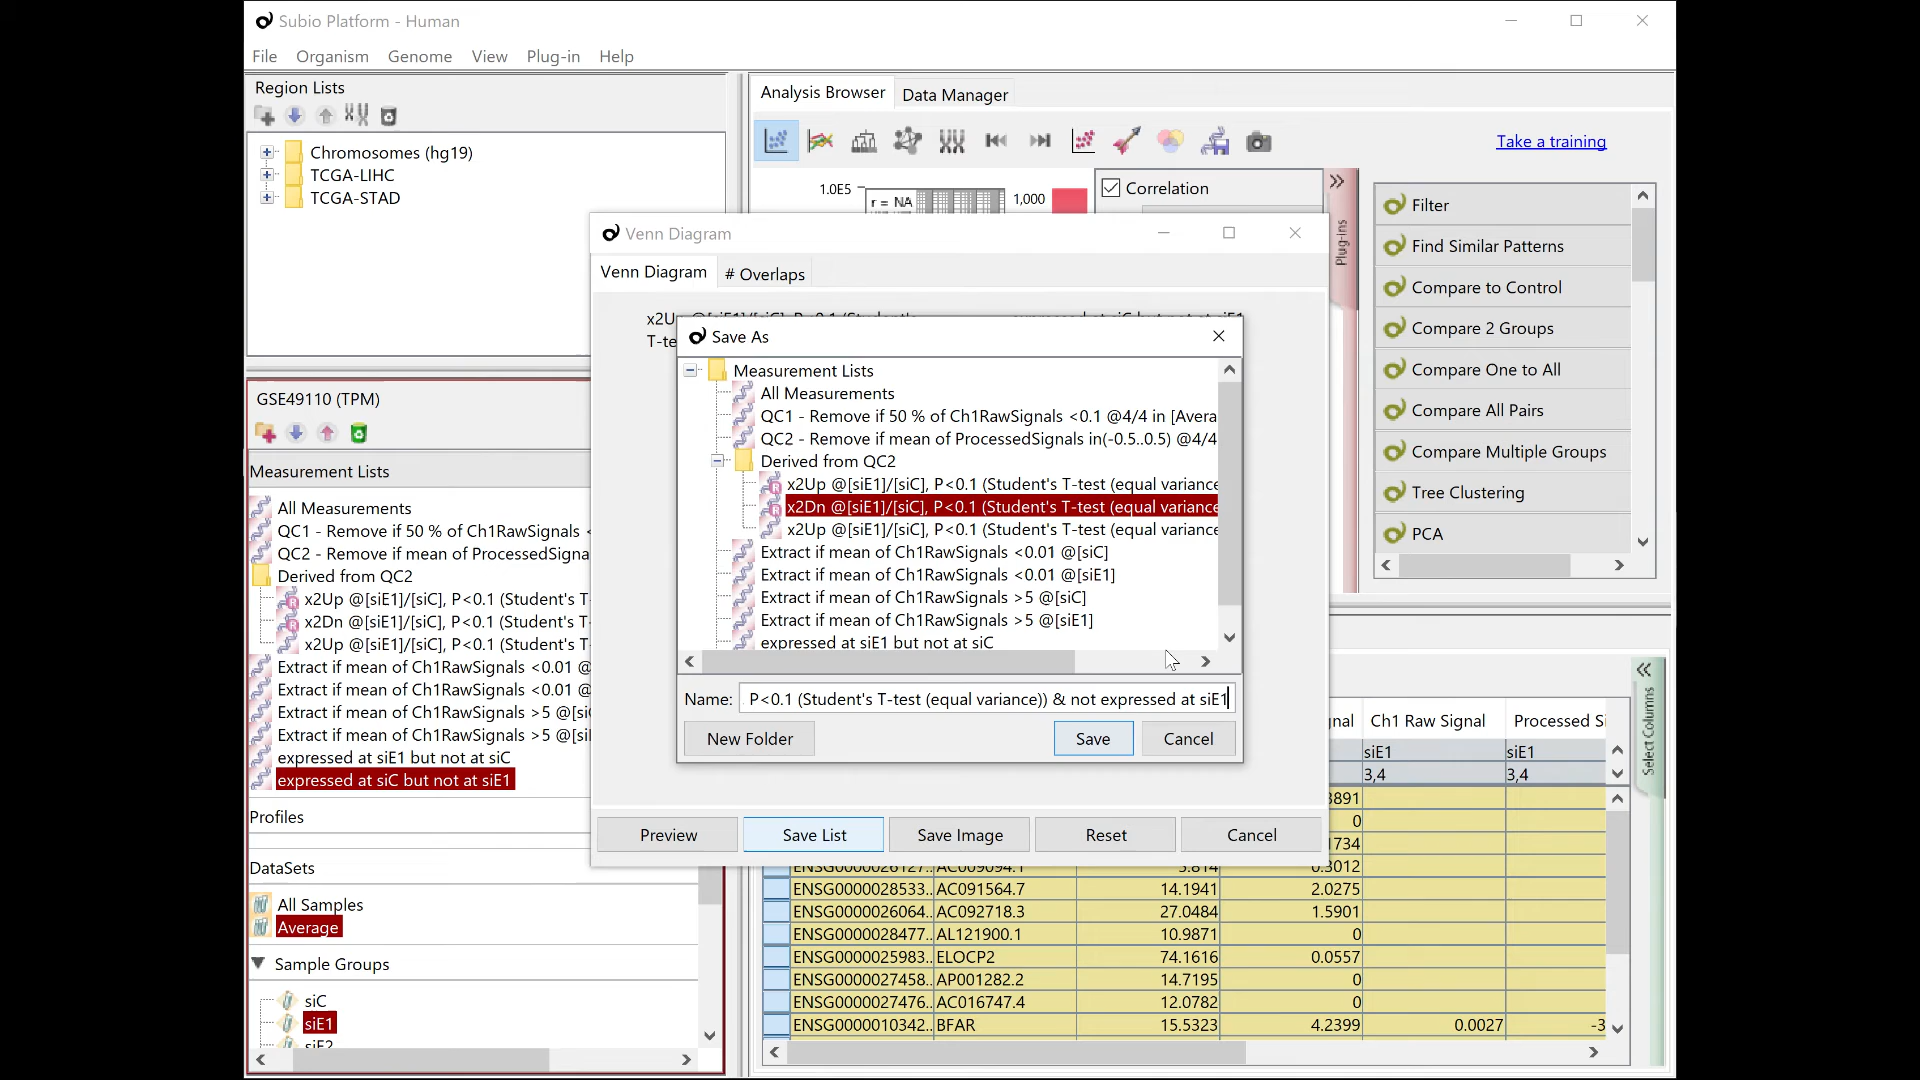 Subio Platform - Human
File Organism Genome View Plug-in Help
Region Lists
Chromosomes (hg19)
TCGA-LIHC
TCGA-STAD
GSE49110 (TPM)
Measurement Lists
All Measurements
QC1 - Remove if 50 % of Ch1RawSignals <
QC2 - Remove if mean of ProcessedSigna
Derived from QC2
x2Up @[siE1]/[siC], P<0.1 (Student's T-
x2Dn @[siE1]/[siC], P<0.1 (Student's T-
x2Up @[siE1]/[siC], P<0.1 (Student's T-
Extract if mean of Ch1RawSignals <0.01 @
Extract if mean of Ch1RawSignals <0.01 @
Extract if mean of Ch1RawSignals >5 @[si
Extract if mean of Ch1RawSignals >5 @[si
expressed at siE1 but not at siC
expressed at siC but not at siE1
Profiles
DataSets
All Samples
Average
Sample Groups
siC
siE1
siE2
Analysis Browser Data Manager
Take a training
1.0E5 r = NA 1,000 Correlation
Plug-ins
Filter
Find Similar Patterns
Compare to Control
Compare 2 Groups
Compare One to All
Compare All Pairs
Compare Multiple Groups
Tree Clustering
PCA
Venn Diagram
Venn Diagram # Overlaps
x2U
T-te
Save As
Measurement Lists
All Measurements
QC1 - Remove if 50 % of Ch1RawSignals <0.1 @4/4 in [Avera
QC2 - Remove if mean of ProcessedSignals in(-0.5..0.5) @4/4
Derived from QC2
x2Up @[siE1]/[siC], P<0.1 (Student's T-test (equal variance
x2Dn @[siE1]/[siC], P<0.1 (Student's T-test (equal variance
x2Up @[siE1]/[siC], P<0.1 (Student's T-test (equal variance
Extract if mean of Ch1RawSignals <0.01 @[siC]
Extract if mean of Ch1RawSignals <0.01 @[siE1]
Extract if mean of Ch1RawSignals >5 @[siC]
Extract if mean of Ch1RawSignals >5 @[siE1]
expressed at siE1 but not at siC
Name: P<0.1 (Student's T-test (equal variance)) & not expressed at siE1
New Folder Save Cancel
Preview Save List Save Image Reset Cancel
nal Ch1 Raw Signal Processed Si
siE1 siE1
3,4 3,4
Select Columns
3891
0
1734
ENSG0000026127.. AC009094.1 5.814 0.3012
ENSG0000028533.. AC091564.7 14.1941 2.0275
ENSG0000026064.. AC092718.3 27.0484 1.5901
ENSG0000028477.. AL121900.1 10.9871 0
ENSG0000025983.. ELOCP2 74.1616 0.0557
ENSG0000027458.. AP001282.2 14.7195 0
ENSG0000027476.. AC016747.4 12.0782 0
ENSG0000010342.. BFAR 15.5323 4.2399 0.0027 -3